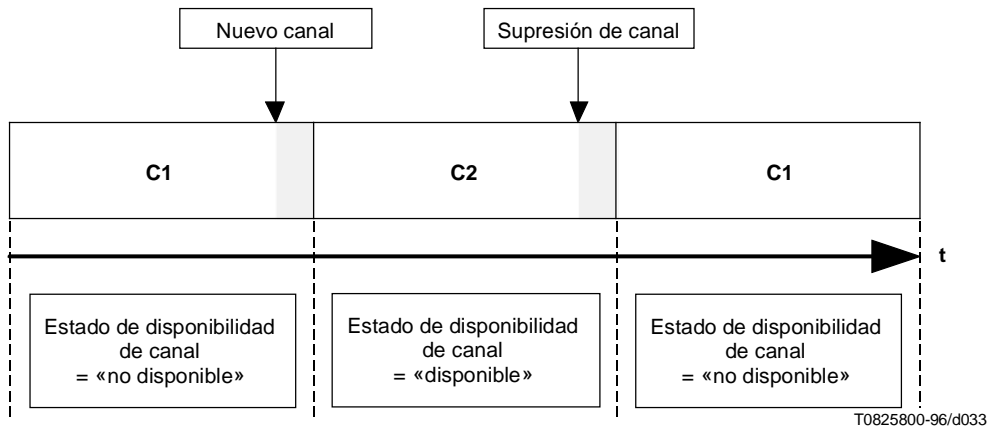 Nuevo canal
Supresión de canal
C1
C2
C1
t
Estado de disponibilidad
de canal
= «no disponible»
Estado de disponibilidad
de canal
= «disponible»
Estado de disponibilidad
de canal
= «no disponible»
T0825800-96/d033